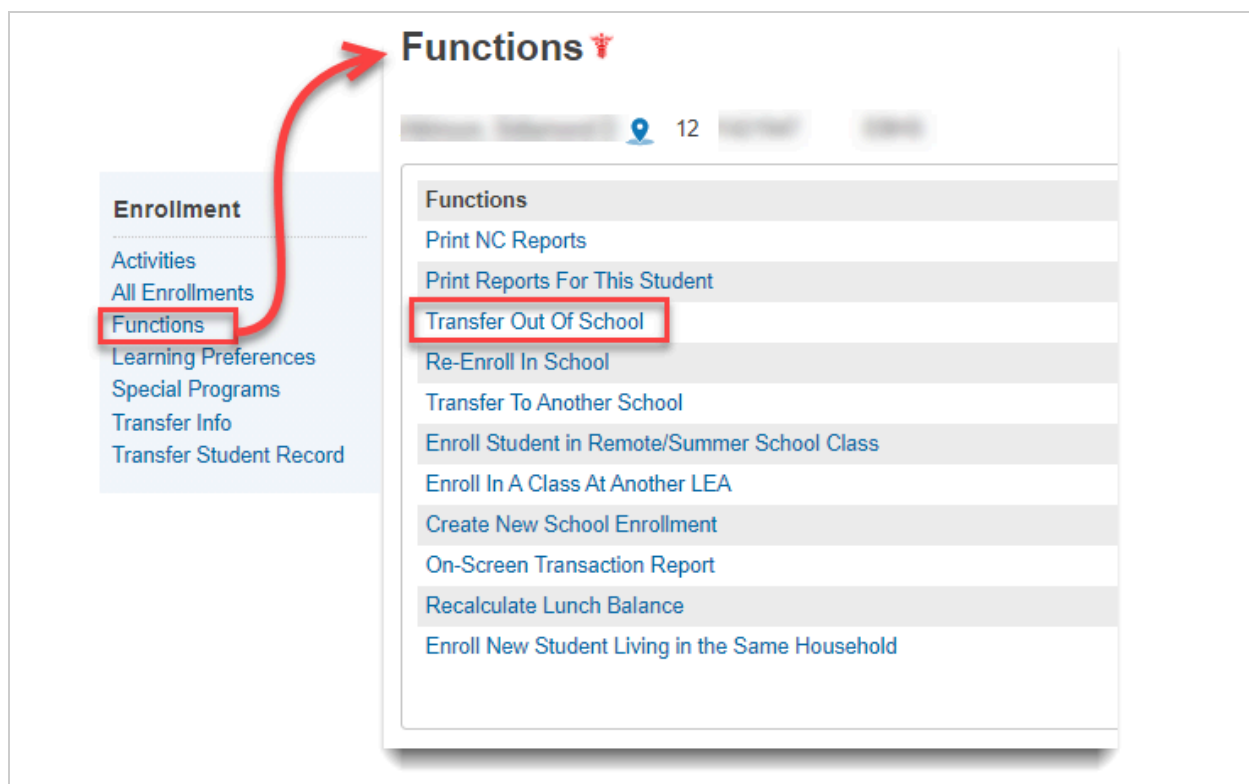 Functions
12
Enrollment
Activities
All Enrollments
Functions
Learning Preferences
Special Programs
Transfer Info
Transfer Student Record
Functions
Print NC Reports
Print Reports For This Student
Transfer Out Of School
Re-Enroll In School
Transfer To Another School
Enroll Student in Remote/Summer School Class
Enroll In A Class At Another LEA
Create New School Enrollment
On-Screen Transaction Report
Recalculate Lunch Balance
Enroll New Student Living in the Same Household